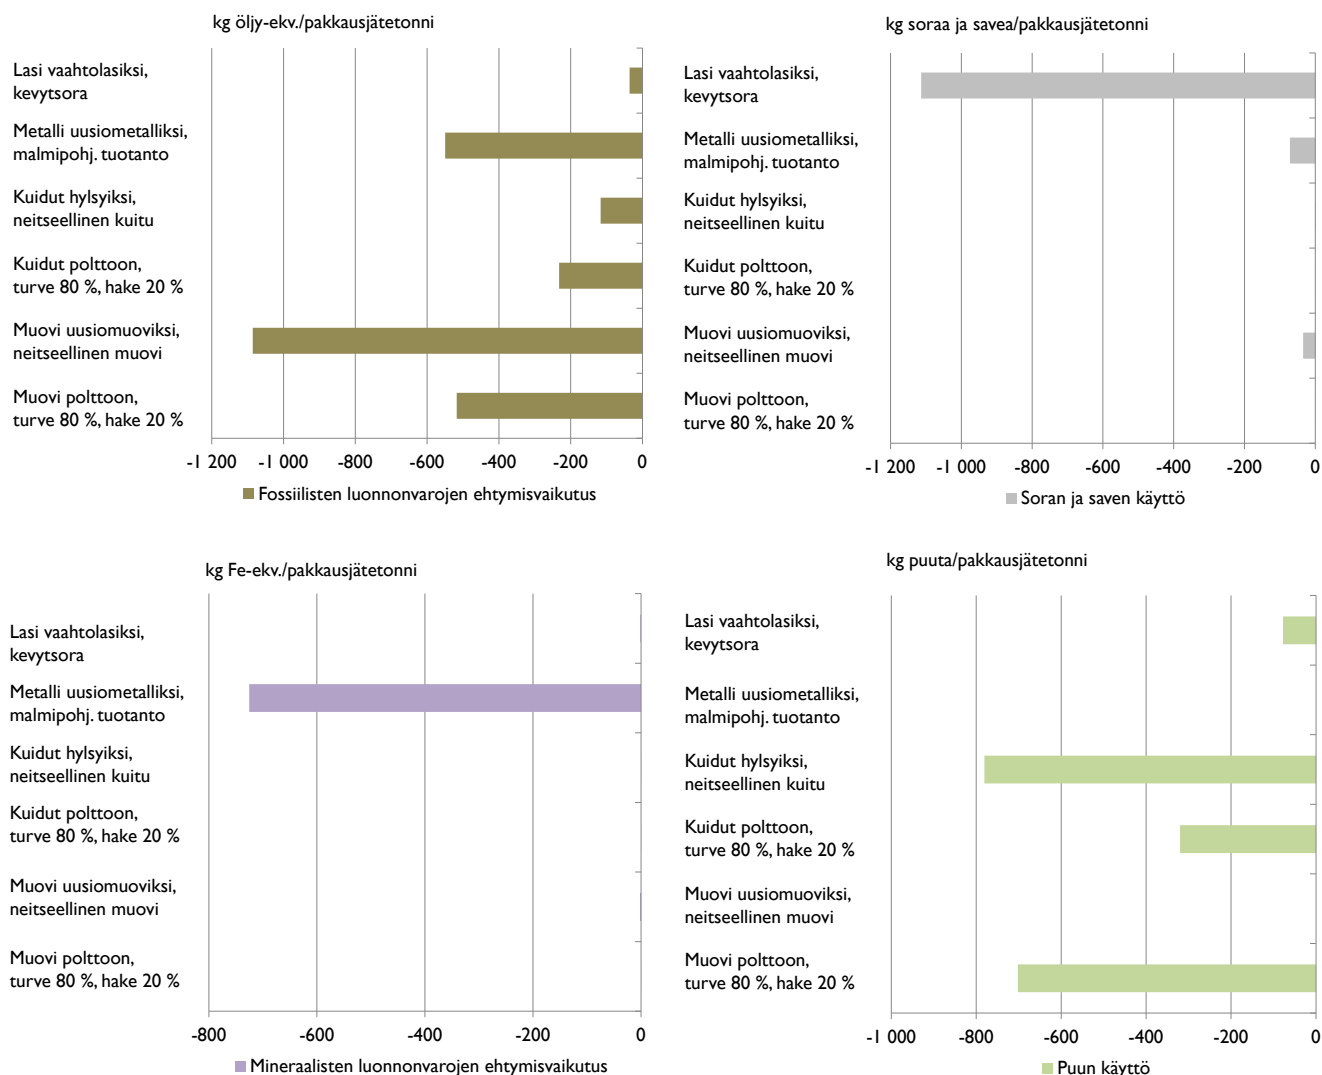 kg öljy-ekv./pakkausjätetonni
Lasi vaahtolasiksi,
kevytsora
Metalli uusiometalliksi,
malmipohj. tuotanto
Kuidut hylsyiksi,
neitseellinen kuitu
Kuidut polttoon,
turve 80 %, hake 20 %
Muovi uusiomuoviksi,
neitseellinen muovi
Muovi polttoon,
turve 80 %, hake 20 %
-1 200 -1 000 -800 -600 -400 -200 0
Fossiilisten luonnonvarojen ehtymisvaikutus
kg soraa ja savea/pakkausjätetonni
Lasi vaahtolasiksi,
kevytsora
Metalli uusiometalliksi,
malmipohj. tuotanto
Kuidut hylsyiksi,
neitseellinen kuitu
Kuidut polttoon,
turve 80 %, hake 20 %
Muovi uusiomuoviksi,
neitseellinen muovi
Muovi polttoon,
turve 80 %, hake 20 %
-1 200 -1 000 -800 -600 -400 -200 0
Soran ja saven käyttö
kg Fe-ekv./pakkausjätetonni
Lasi vaahtolasiksi,
kevytsora
Metalli uusiometalliksi,
malmipohj. tuotanto
Kuidut hylsyiksi,
neitseellinen kuitu
Kuidut polttoon,
turve 80 %, hake 20 %
Muovi uusiomuoviksi,
neitseellinen muovi
Muovi polttoon,
turve 80 %, hake 20 %
-800 -600 -400 -200 0
Mineraalisten luonnonvarojen ehtymisvaikutus
kg puuta/pakkausjätetonni
Lasi vaahtolasiksi,
kevytsora
Metalli uusiometalliksi,
malmipohj. tuotanto
Kuidut hylsyiksi,
neitseellinen kuitu
Kuidut polttoon,
turve 80 %, hake 20 %
Muovi uusiomuoviksi,
neitseellinen muovi
Muovi polttoon,
turve 80 %, hake 20 %
-1 000 -800 -600 -400 -200 0
Puun käyttö